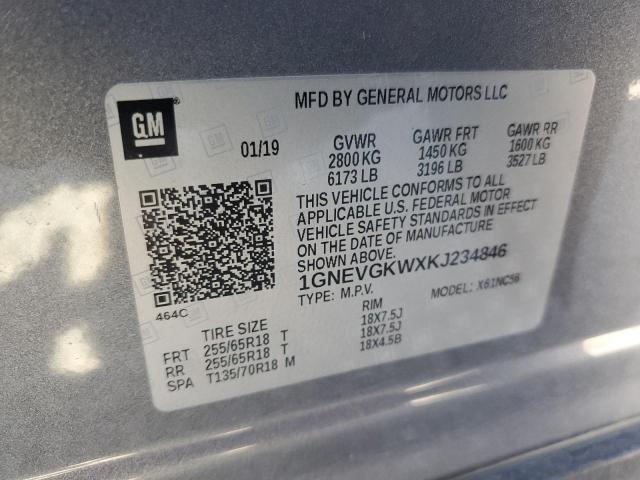 GM
MFD BY GENERAL MOTORS LLC
01/19
GVWR GAWR FRT GAWR RR
2800 KG 1450 KG 1600 KG
6173 LB 3196 LB 3527 LB
THIS VEHICLE CONFORMS TO ALL
APPLICABLE U.S. FEDERAL MOTOR
VEHICLE SAFETY STANDARDS IN EFFECT
ON THE DATE OF MANUFACTURE
1GNEVGKWXKJ234846
TYPE: M.P.V. MODEL: X61NC56
464C
TIRE SIZE RIM
FRT 255/65R18 T 18X7.5J
RR 255/65R18 T 18X7.5J
SPA T135/70R18 M 18X4.5B